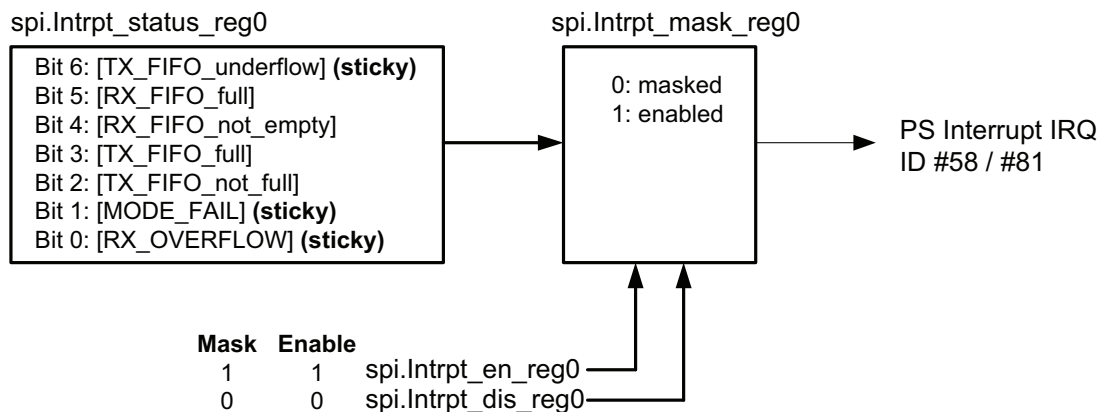 spi.Intrpt_status_reg0
Bit 6: [TX_FIFO_underflow] (sticky)
Bit 5: [RX_FIFO_full]
Bit 4: [RX_FIFO_not_empty]
Bit 3: [TX_FIFO_full]
Bit 2: [TX_FIFO_not_full]
Bit 1: [MODE_FAIL] (sticky)
Bit 0: [RX_OVERFLOW] (sticky)
spi.Intrpt_mask_reg0
0: masked
1: enabled
PS Interrupt IRQ
ID #58 / #81
Mask Enable
1 1 spi.Intrpt_en_reg0
0 0 spi.Intrpt_dis_reg0